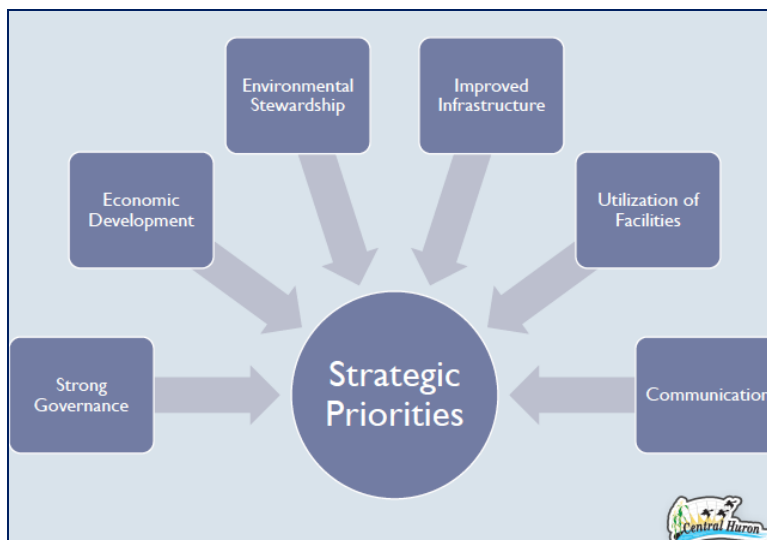 Environmental
Stewardship
Improved
Infrastructure
Economic
Development
Utilization of
Facilities
Strong
Governance
Strategic
Priorities
Communication
Central Huron